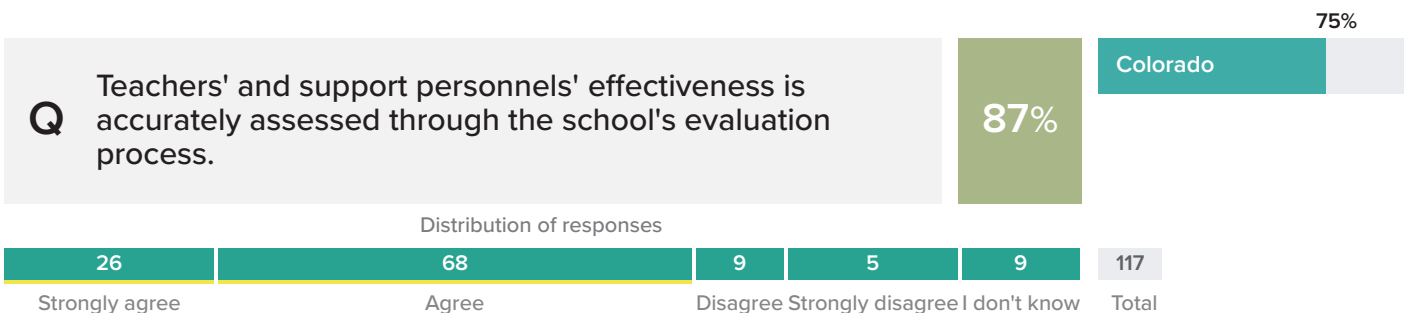 75%
Q
Teachers' and support personnels' effectiveness is
accurately assessed through the school's evaluation
process.
87%
Colorado
Distribution of responses
26 68 9 5 9 117
Strongly agree Agree Disagree Strongly disagree I don't know Total